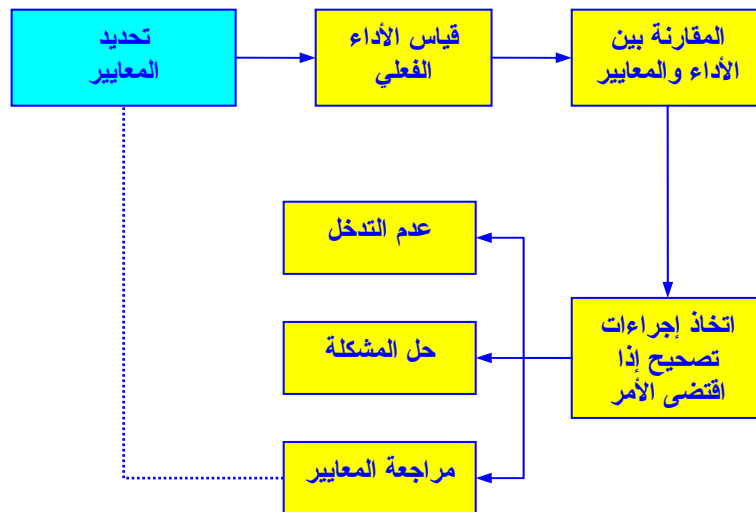 تحديد
المعايير
قياس الأداء
الفعلي
المقارنة بين
الأداء والمعايير
عدم التدخل
حل المشكلة
اتخاذ إجراءات
تصحيح إذا
اقتضى الأمر
مراجعة المعايير